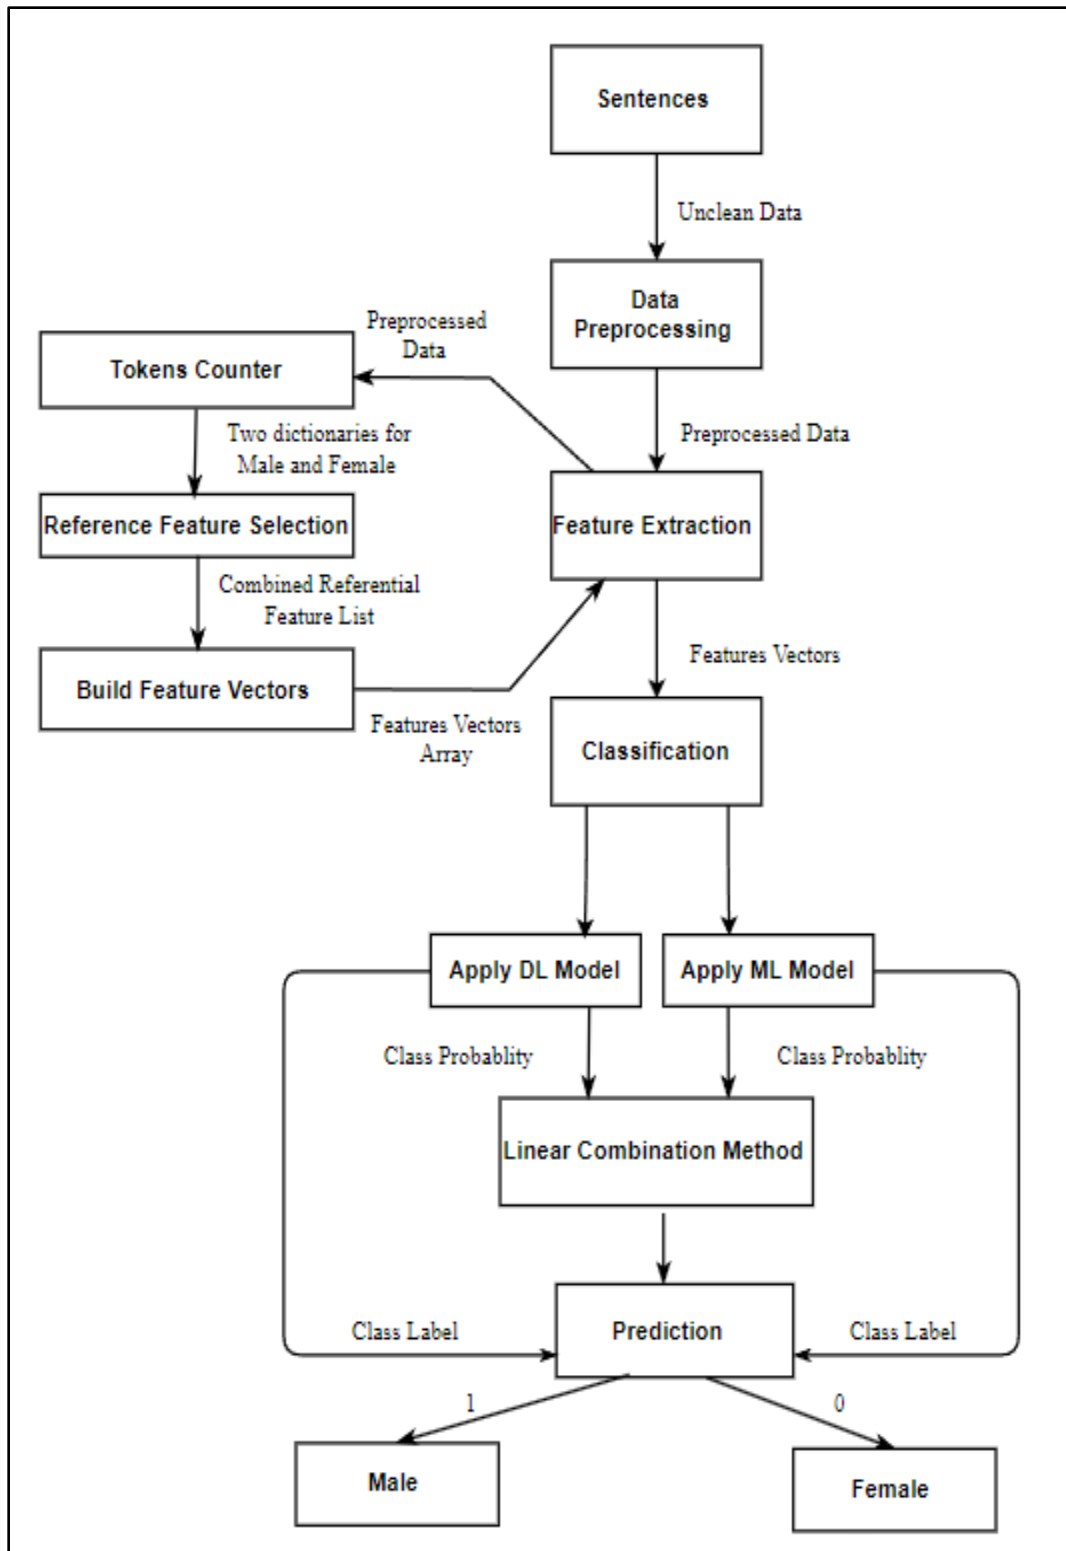 Sentences
Unclean Data
Data
Preprocessing
Preprocessed
Data
Tokens Counter
Preprocessed Data
Two dictionaries for
Male and Female
Reference Feature Selection
Feature Extraction
Combined Referential
Feature List
Features Vectors
Build Feature Vectors
Features Vectors
Array
Classification
Apply DL Model
Apply ML Model
Class Probablity
Class Probablity
Linear Combination Method
Prediction
Class Label
Class Label
1
0
Male
Female